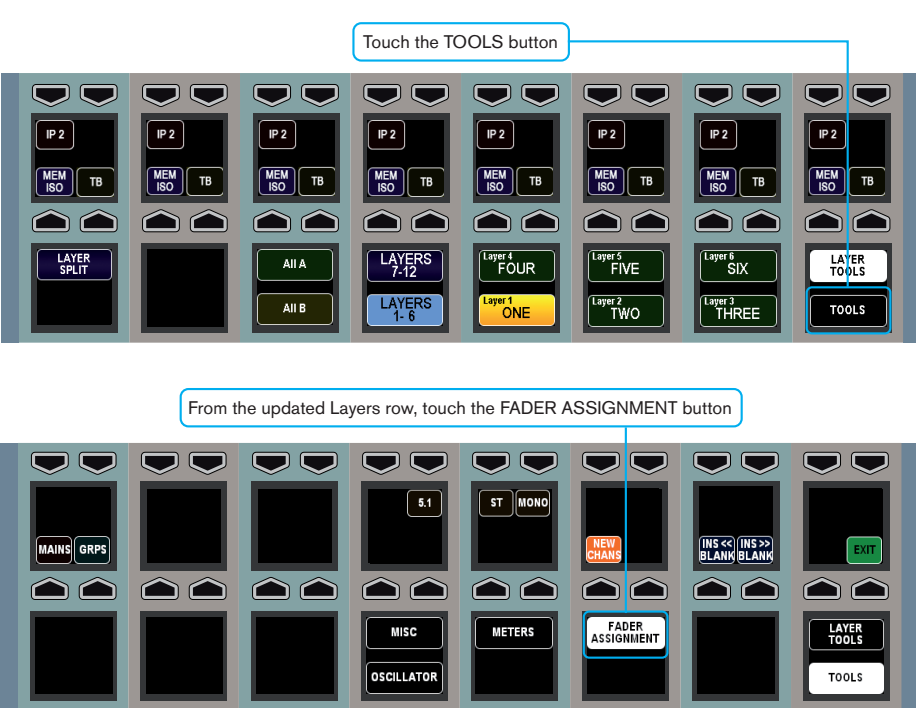 Touch the TOOLS button
IP 2 IP 2 IP 2 IP 2 IP 2 IP 2 IP 2 IP 2
MEM ISO TB MEM ISO TB MEM ISO TB MEM ISO TB MEM ISO TB MEM ISO TB MEM ISO TB MEM ISO TB
LAYER SPLIT All A LAYERS 7-12 Layer 4 FOUR Layer 5 FIVE Layer 6 SIX LAYER TOOLS
All B LAYERS 1- 6 Layer 1 ONE Layer 2 TWO Layer 3 THREE TOOLS
From the updated Layers row, touch the FADER ASSIGNMENT button
5.1 ST MONO
MAINS GRPS NEW CHANS INS << BLANK INS >> BLANK EXIT
MISC METERS FADER ASSIGNMENT LAYER TOOLS
OSCILLATOR TOOLS